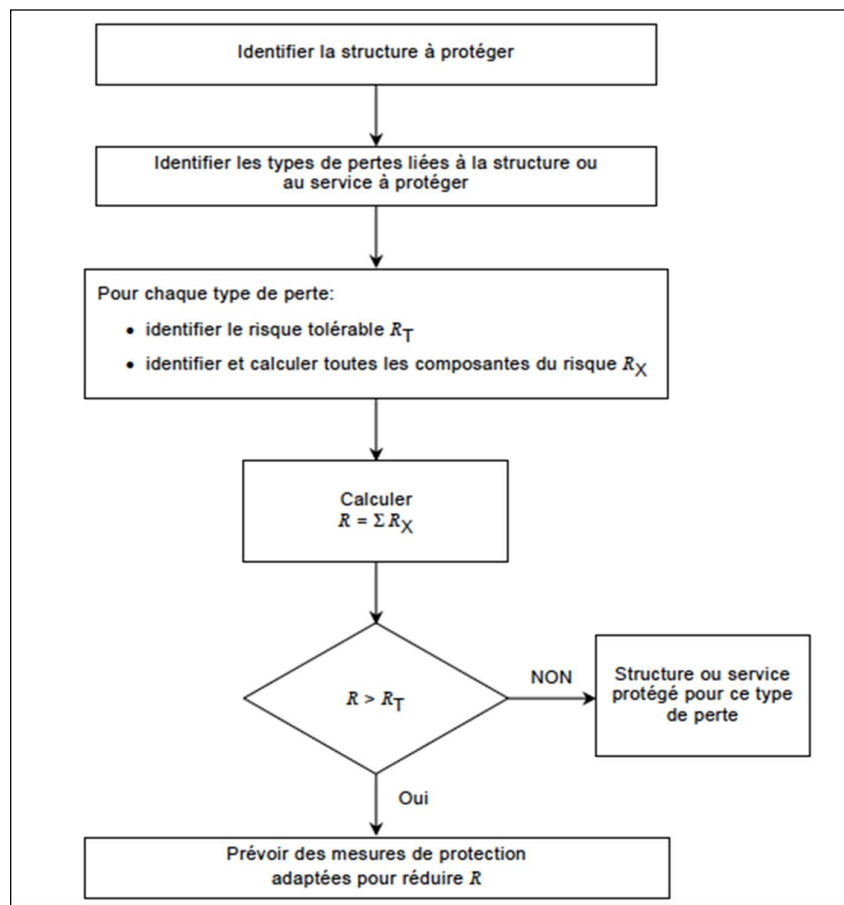 Identifier la structure à protéger
Identifier les types de pertes liées à la structure ou
au service à protéger
Pour chaque type de perte:
• identifier le risque tolérable RT
• identifier et calculer toutes les composantes du risque RX
Calculer
R = Σ RX
R > RT
NON
Structure ou service
protégé pour ce type
de perte
Oui
Prévoir des mesures de protection
adaptées pour réduire R